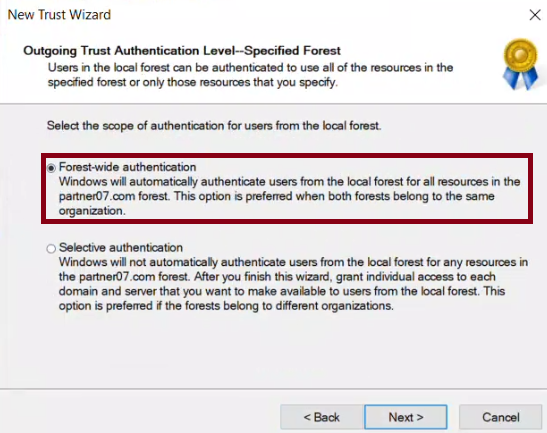 New Trust Wizard
Outgoing Trust Authentication Level--Specified Forest
Users in the local forest can be authenticated to use all of the resources in the
specified forest or only those resources that you specify.
Select the scope of authentication for users from the local forest.
Forest-wide authentication
Windows will automatically authenticate users from the local forest for all resources in the
partner07.com forest. This option is preferred when both forests belong to the same
organization.
Selective authentication
Windows will not automatically authenticate users from the local forest for any resources in
the partner07.com forest. After you finish this wizard, grant individual access to each
domain and server that you want to make available to users from the local forest. This
option is preferred if the forests belong to different organizations.
< Back Next > Cancel